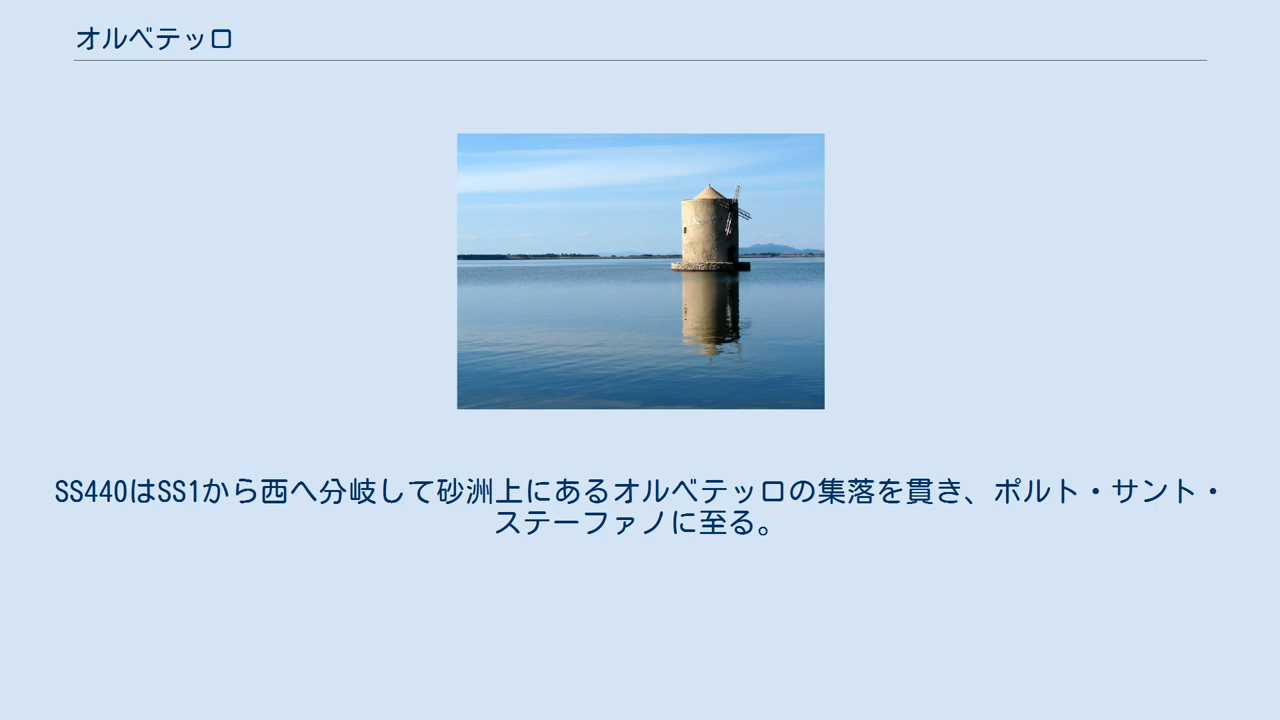 オルベテッロ
SS440はSS1から西へ分岐して砂洲上にあるオルベテッロの集落を貫き、ポルト・サント・
ステーファノに至る。